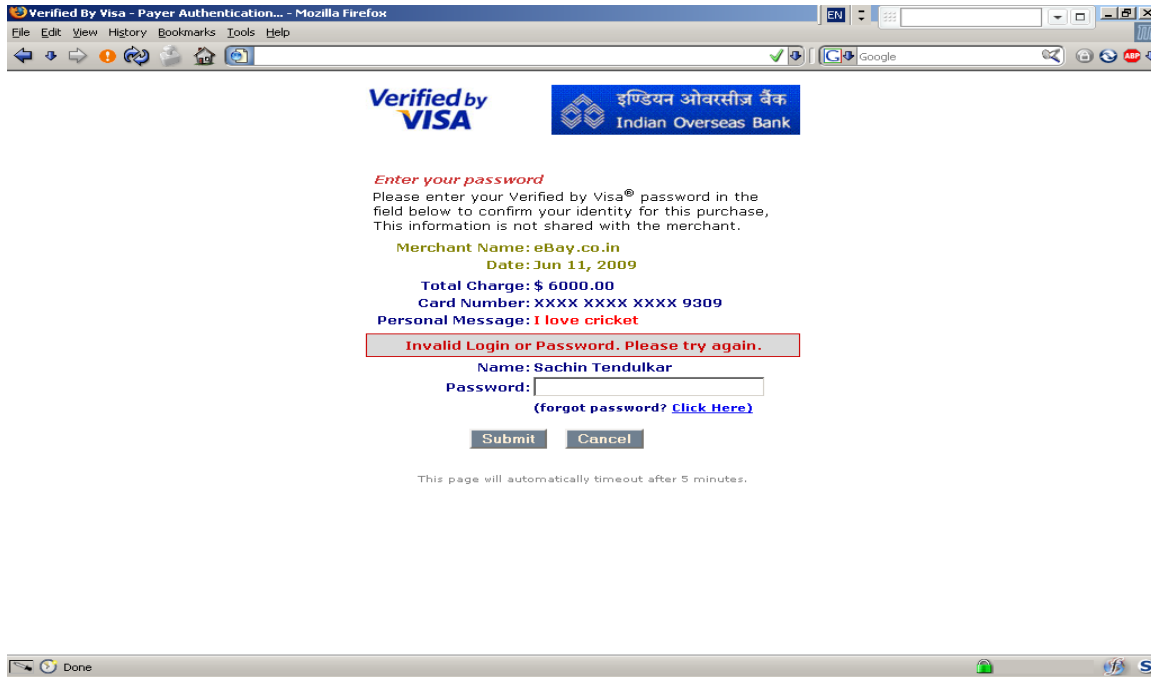 Verified By Visa - Payer Authentication... - Mozilla Firefox
EN
File Edit View History Bookmarks Tools Help
Google
ABP
Verified by
VISA
इण्डियन ओवरसीज़ बैंक
Indian Overseas Bank
Enter your password
Please enter your Verified by Visa® password in the
field below to confirm your identity for this purchase,
This information is not shared with the merchant.
Merchant Name: eBay.co.in
Date: Jun 11, 2009
Total Charge: $ 6000.00
Card Number: XXXX XXXX XXXX 9309
Personal Message: I love cricket
Invalid Login or Password. Please try again.
Name: Sachin Tendulkar
Password:
(forgot password? Click Here)
Submit Cancel
This page will automatically timeout after 5 minutes.
Done
S